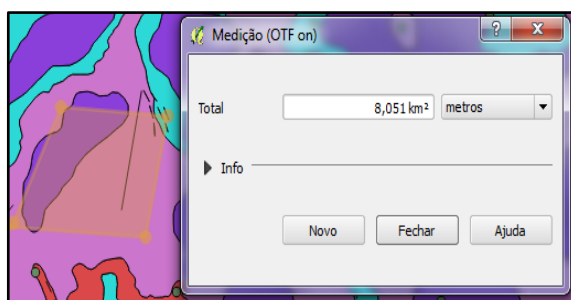 Medição (OTF on)
Total 8,051 km² metros
Info
Novo Fechar Ajuda